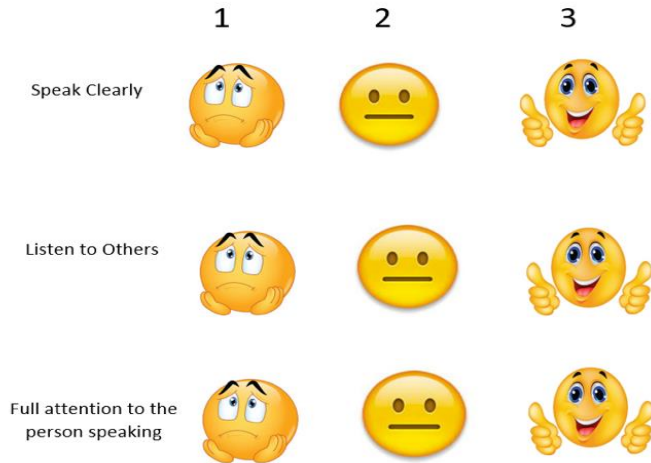 1 2 3
Speak Clearly
Listen to Others
Full attention to the
person speaking